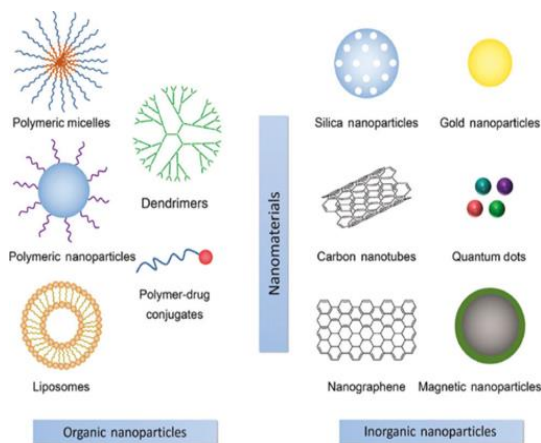 Polymeric micelles
Dendrimers
Polymeric nanoparticles
Polymer-drug
conjugates
Liposomes
Organic nanoparticles
Nanomaterials
Silica nanoparticles
Gold nanoparticles
Carbon nanotubes
Quantum dots
Nanographene
Magnetic nanoparticles
Inorganic nanoparticles